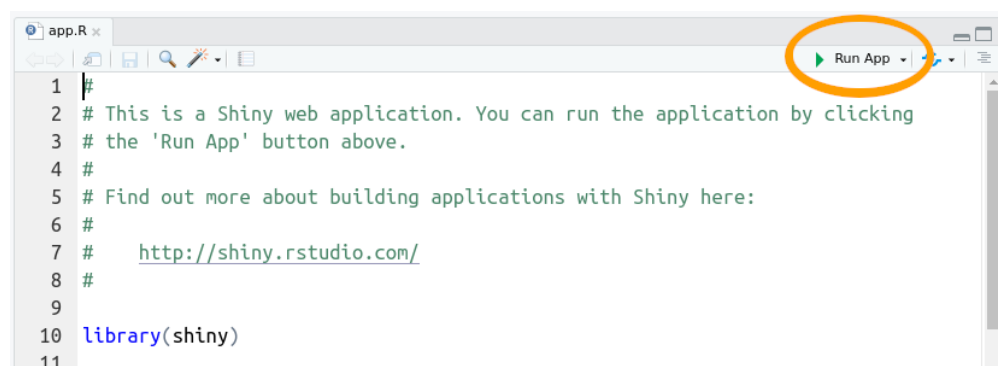 app.R
Run App
1 #
2 # This is a Shiny web application. You can run the application by clicking
3 # the 'Run App' button above.
4 #
5 # Find out more about building applications with Shiny here:
6 #
7 #    http://shiny.rstudio.com/
8 #
9
10 library(shiny)
11